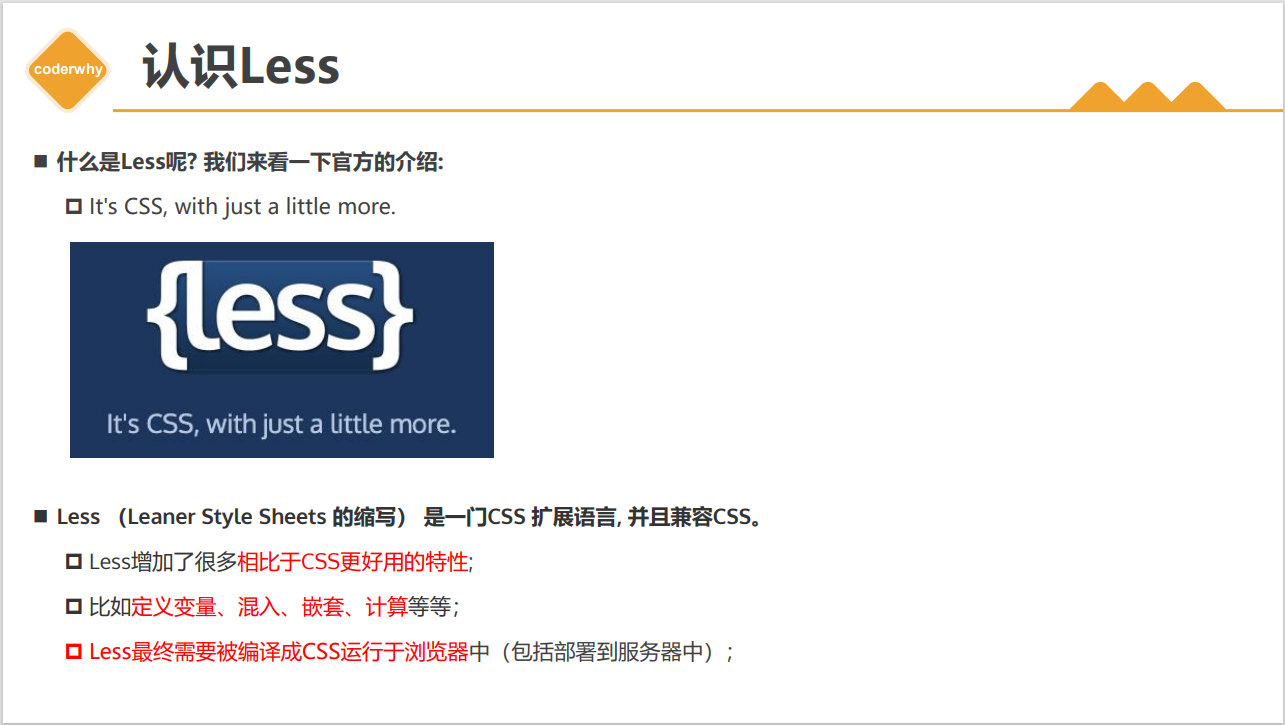 coderwhy
认识Less
什么是Less呢? 我们来看一下官方的介绍:
It's CSS, with just a little more.
{less}
It's CSS, with just a little more.
Less （Leaner Style Sheets 的缩写） 是一门CSS 扩展语言, 并且兼容CSS。
Less增加了很多相比于CSS更好用的特性;
比如定义变量、混入、嵌套、计算等等；
Less最终需要被编译成CSS运行于浏览器中（包括部署到服务器中）；